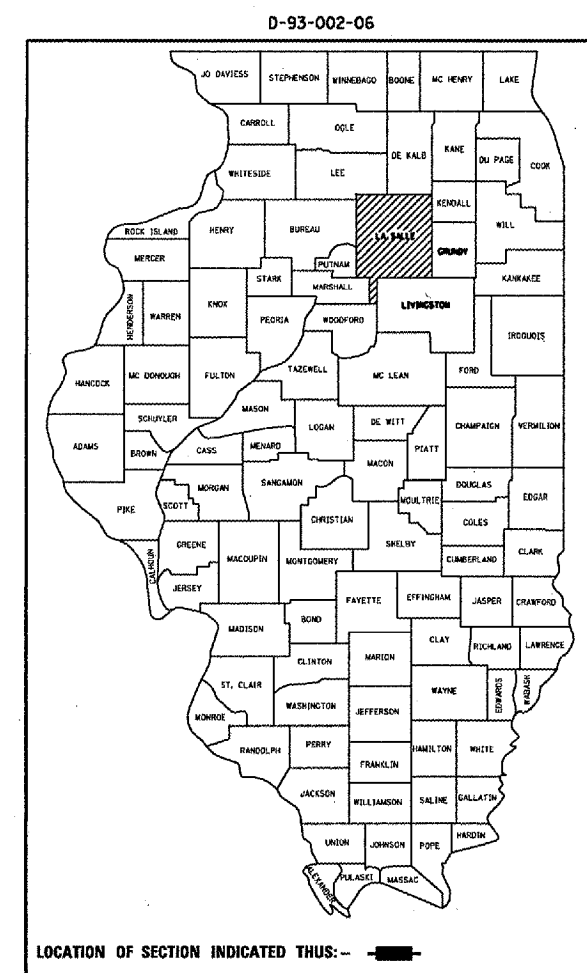 D-93-002-06
JO DAVIESS STEPHENSON WINNEBAGO BOONE MC HENRY LAKE
CARROLL OGLE DE KALB KANE DU PAGE COOK
WHITESIDE LEE KENDALL WILL
ROCK ISLAND HENRY BUREAU LA SALLE GRUNDY
MERCER PUTNAM KANKAKEE
STARK MARSHALL LIVINGSTON
HENDERSON WARREN KNOX PEORIA WOODFORD IROQUOIS
HANCOCK MC DONOUGH FULTON TAZEWELL MC LEAN FORD
SCHUYLER MASON LOGAN DE WITT CHAMPAIGN VERMILION
ADAMS BROWN CASS MENARD MACON PIATT
PIKE SCOTT MORGAN SANGAMON MOULTRIE DOUGLAS EDGAR
CHRISTIAN COLES
CALHOUN GREENE MACOUPIN MONTGOMERY SHELBY CUMBERLAND CLARK
JERSEY FAYETTE EFFINGHAM JASPER CRAWFORD
MADISON BOND CLAY RICHLAND LAWRENCE
CLINTON MARION
ST. CLAIR WAYNE EDWARDS WABASH
MONROE WASHINGTON JEFFERSON
RANDOLPH PERRY HAMILTON WHITE
FRANKLIN
JACKSON WILLIAMSON SALINE GALLATIN
UNION JOHNSON POPE HARDIN
ALEXANDER PULASKI MASSAC
LOCATION OF SECTION INDICATED THUS:-